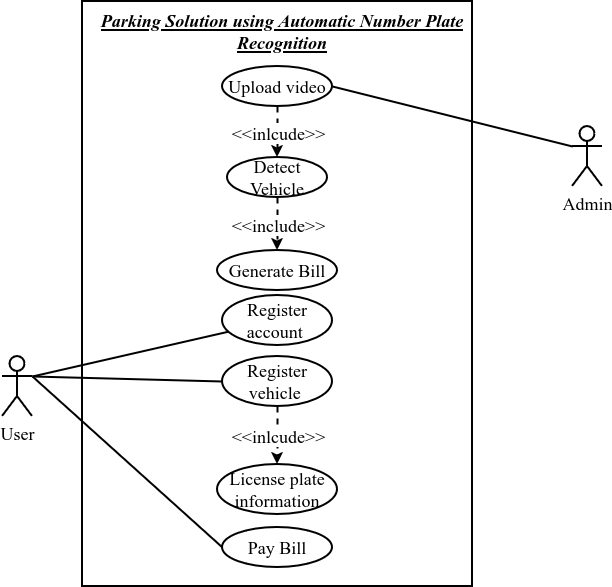 Parking Solution using Automatic Number Plate
Recognition
Upload video
<<inlcude>>
Detect
Vehicle
<<include>>
Generate Bill
Register
account
Register
vehicle
<<inlcude>>
License plate
information
Pay Bill
User
Admin